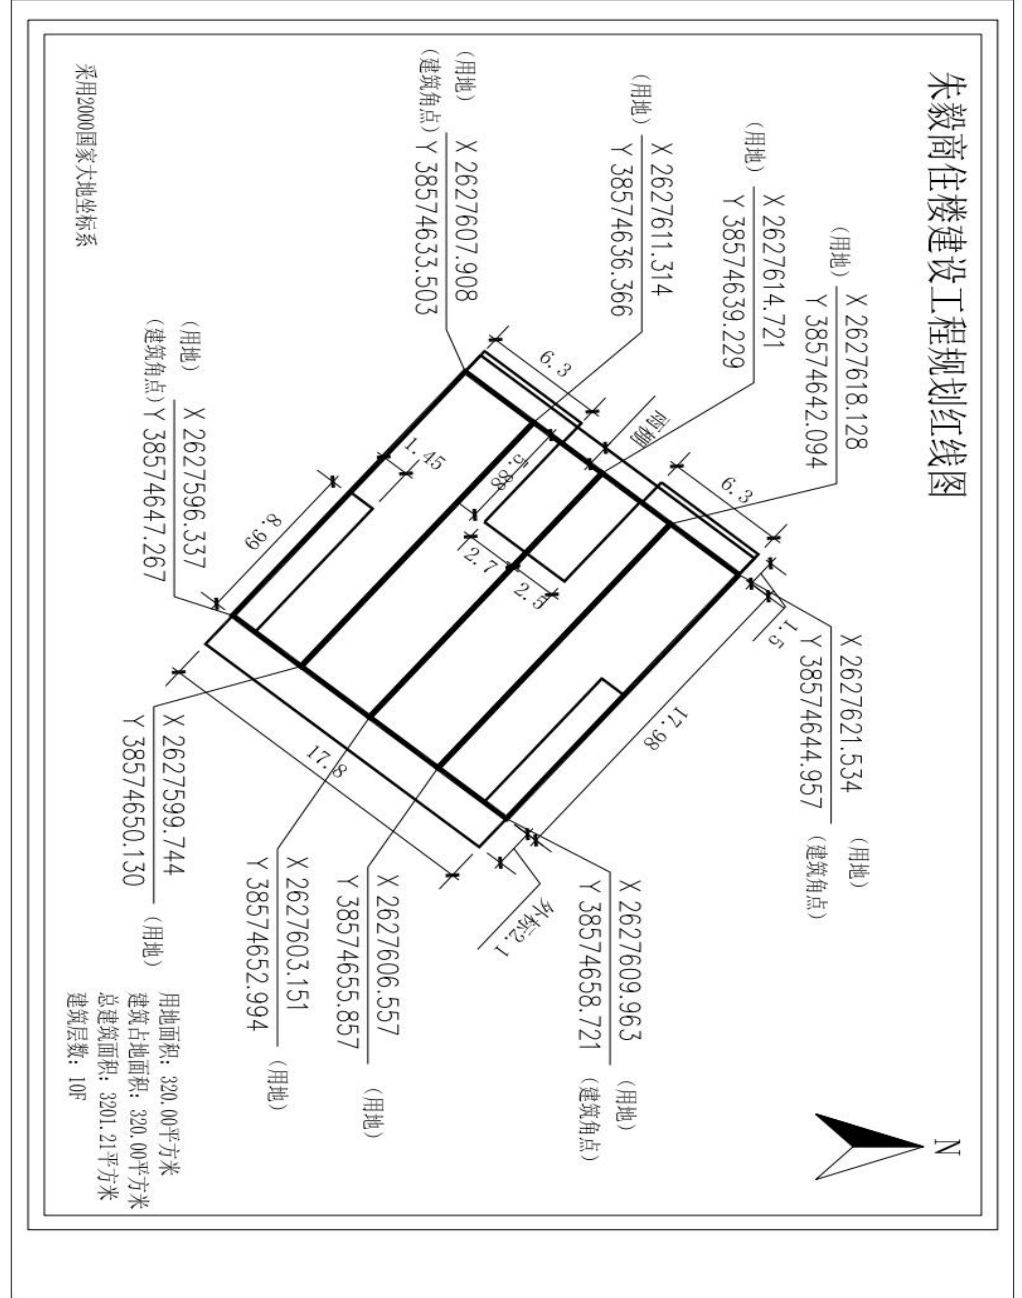 朱毅商住楼建设工程规划红线图
N
(用地)
X 2627618.128
Y 38574642.094
(用地)
X 2627614.721
Y 38574639.229
(用地)
X 2627611.314
Y 38574636.366
(用地)
(建筑角点)
X 2627607.908
Y 38574633.503
X 2627621.534
Y 38574644.957
(用地)
(建筑角点)
6.3
雨棚
6.3
1.5
8.88
2.7
2.5
1.45
8.99
17.98
17.8
外标2.1
(用地)
(建筑角点)
X 2627596.337
Y 38574647.267
X 2627609.963
Y 38574658.721
(用地)
(建筑角点)
X 2627606.557
Y 38574655.857
(用地)
X 2627603.151
Y 38574652.994
(用地)
X 2627599.744
Y 38574650.130
(用地)
用地面积: 320.00平方米
建筑占地面积: 320.00平方米
总建筑面积: 3201.21平方米
建筑层数: 10F
采用2000国家大地坐标系